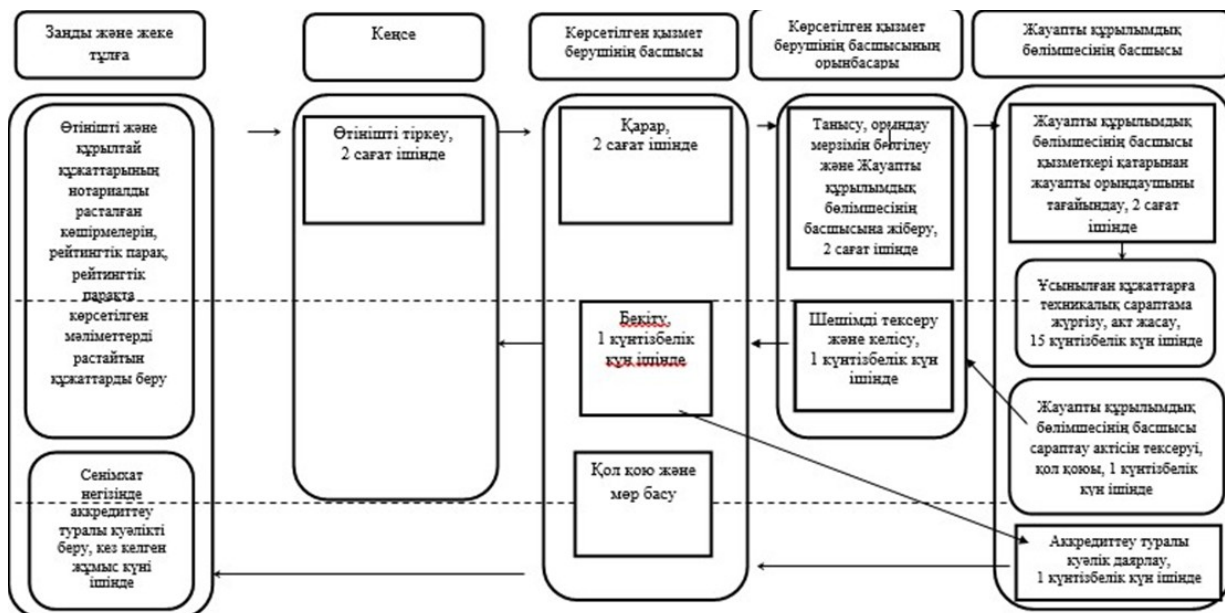 Заңды және жеке
тұлға
Кеңсе
Көрсетілген қызмет
берушінің басшысы
Көрсетілген қызмет
берушінің басшысының
орынбасары
Жауапты құрылымдық
бөлімшесінің басшысы
Өтінішті және
құрылтай
құжаттарының
нотариалды
расталған
көшірмелерін,
рейтингтік парақ,
рейтингтік
парақта
көрсетілген
мәліметтерді
растайтын
құжаттарды беру
Өтінішті тіркеу,
2 сағат ішінде
Қарар,
2 сағат ішінде
Танысу, орындау
мерзімін белгілеу
және Жауапты
құрылымдық
бөлімшесінің
басшысына жіберу,
2 сағат ішінде
Жауапты құрылымдық
бөлімшесінің басшысы
қызметкері қатарынан
жауапты орындаушыны
тағайындау, 2 сағат
ішінде
Ұсынылған құжаттарға
техникалық сараптама
жүргізу, акт жасау,
15 күнтізбелік күн ішінде
Бекіту,
1 күнтізбелік
күн ішінде
Шешімді тексеру
және келісу,
1 күнтізбелік күн
ішінде
Жауапты құрылымдық
бөлімшесінің басшысы
сараптау актісін тексеруі,
қол қоюы, 1 күнтізбелік
күн ішінде
Сенімхат
негізінде
аккредиттеу
туралы куәлікті
беру, кез келген
жұмыс күні
ішінде
Қол қою және
мөр басу
Аккредиттеу туралы
куәлік даярлау,
1 күнтізбелік күн ішінде